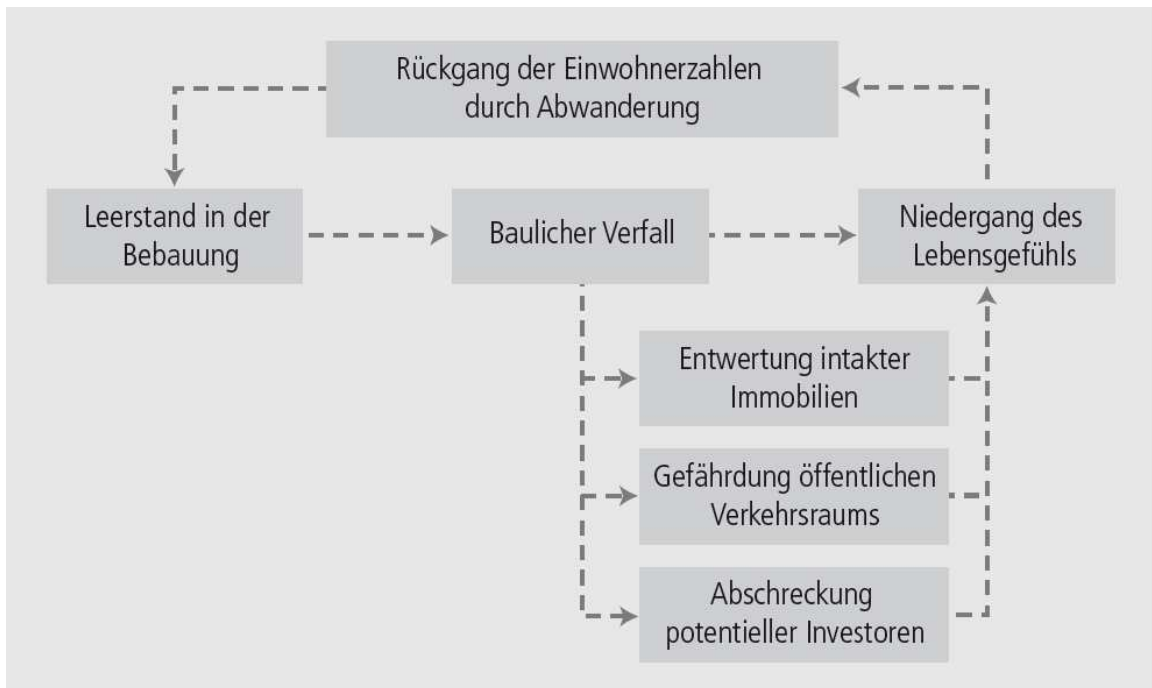 Rückgang der Einwohnerzahlen
durch Abwanderung
Leerstand in der
Bebauung
Baulicher Verfall
Niedergang des
Lebensgefühls
Entwertung intakter
Immobilien
Gefährdung öffentlichen
Verkehrsraums
Abschreckung
potentieller Investoren